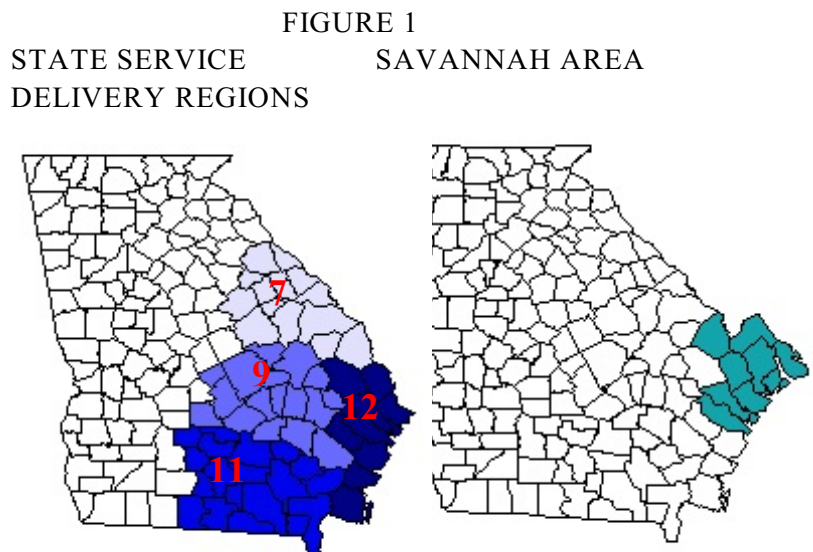 FIGURE 1
STATE SERVICE SAVANNAH AREA
DELIVERY REGIONS
7
9
12
11